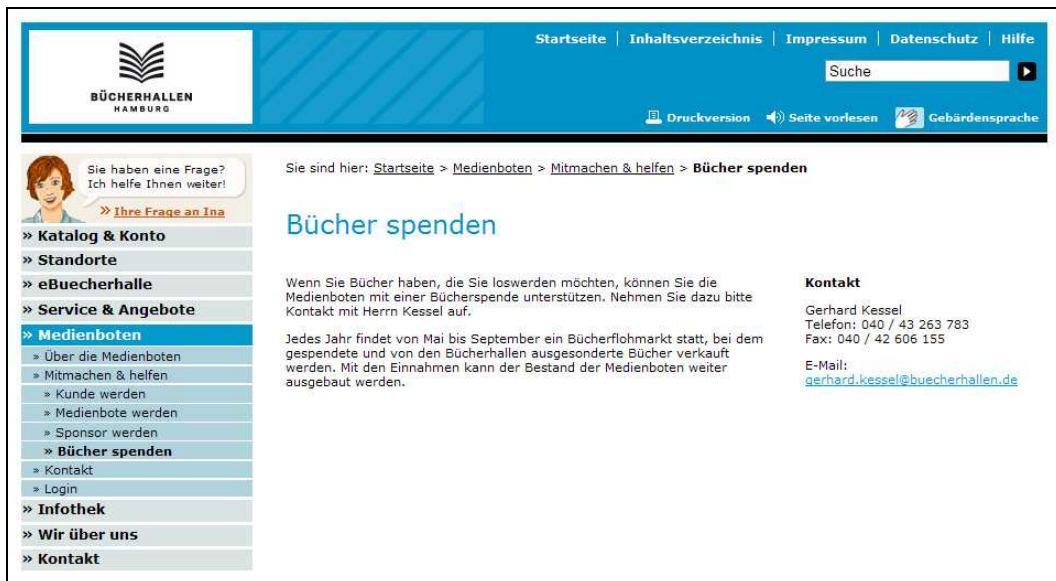 BÜCHERHALLEN
HAMBURG
Startseite | Inhaltsverzeichnis | Impressum | Datenschutz | Hilfe
Suche
Druckversion Seite vorlesen Gebärdensprache
Sie haben eine Frage?
Ich helfe Ihnen weiter!
» Ihre Frage an Ina
» Katalog & Konto
» Standorte
» eBuecherhalle
» Service & Angebote
» Medienboten
» Über die Medienboten
» Mitmachen & helfen
» Kunde werden
» Medienbote werden
» Sponsor werden
» Bücher spenden
» Kontakt
» Login
» Infothek
» Wir über uns
» Kontakt
Sie sind hier: Startseite > Medienboten > Mitmachen & helfen > Bücher spenden
Bücher spenden
Wenn Sie Bücher haben, die Sie loswerden möchten, können Sie die
Medienboten mit einer Bücherspende unterstützen. Nehmen Sie dazu bitte
Kontakt mit Herrn Kessel auf.
Jedes Jahr findet von Mai bis September ein Bücherflohmarkt statt, bei dem
gespendete und von den Bücherhallen ausgesonderte Bücher verkauft
werden. Mit den Einnahmen kann der Bestand der Medienboten weiter
ausgebaut werden.
Kontakt
Gerhard Kessel
Telefon: 040 / 43 263 783
Fax: 040 / 42 606 155
E-Mail:
gerhard.kessel@buecherhallen.de